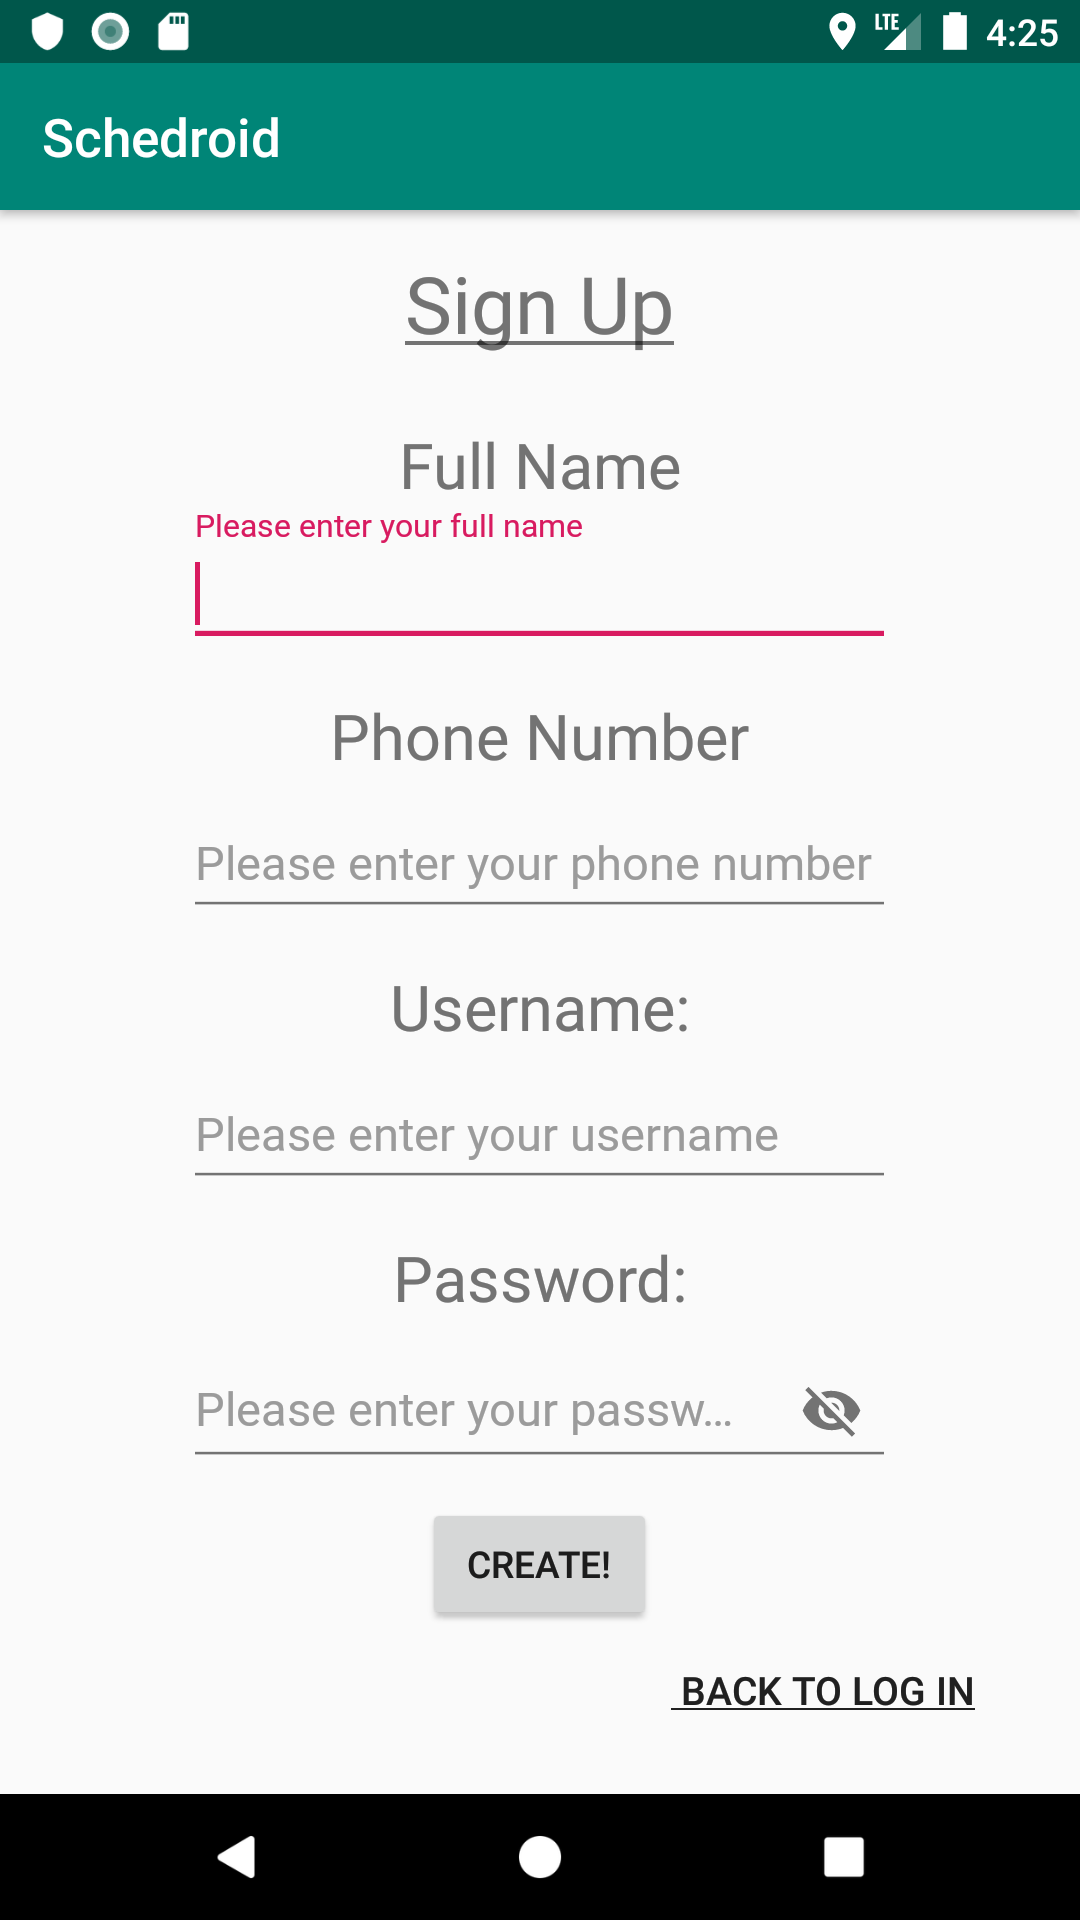 LTE 4:25
Schedroid
Sign Up
Full Name
Please enter your full name
Phone Number
Please enter your phone number
Username:
Please enter your username
Password:
Please enter your passw...
CREATE!
BACK TO LOG IN